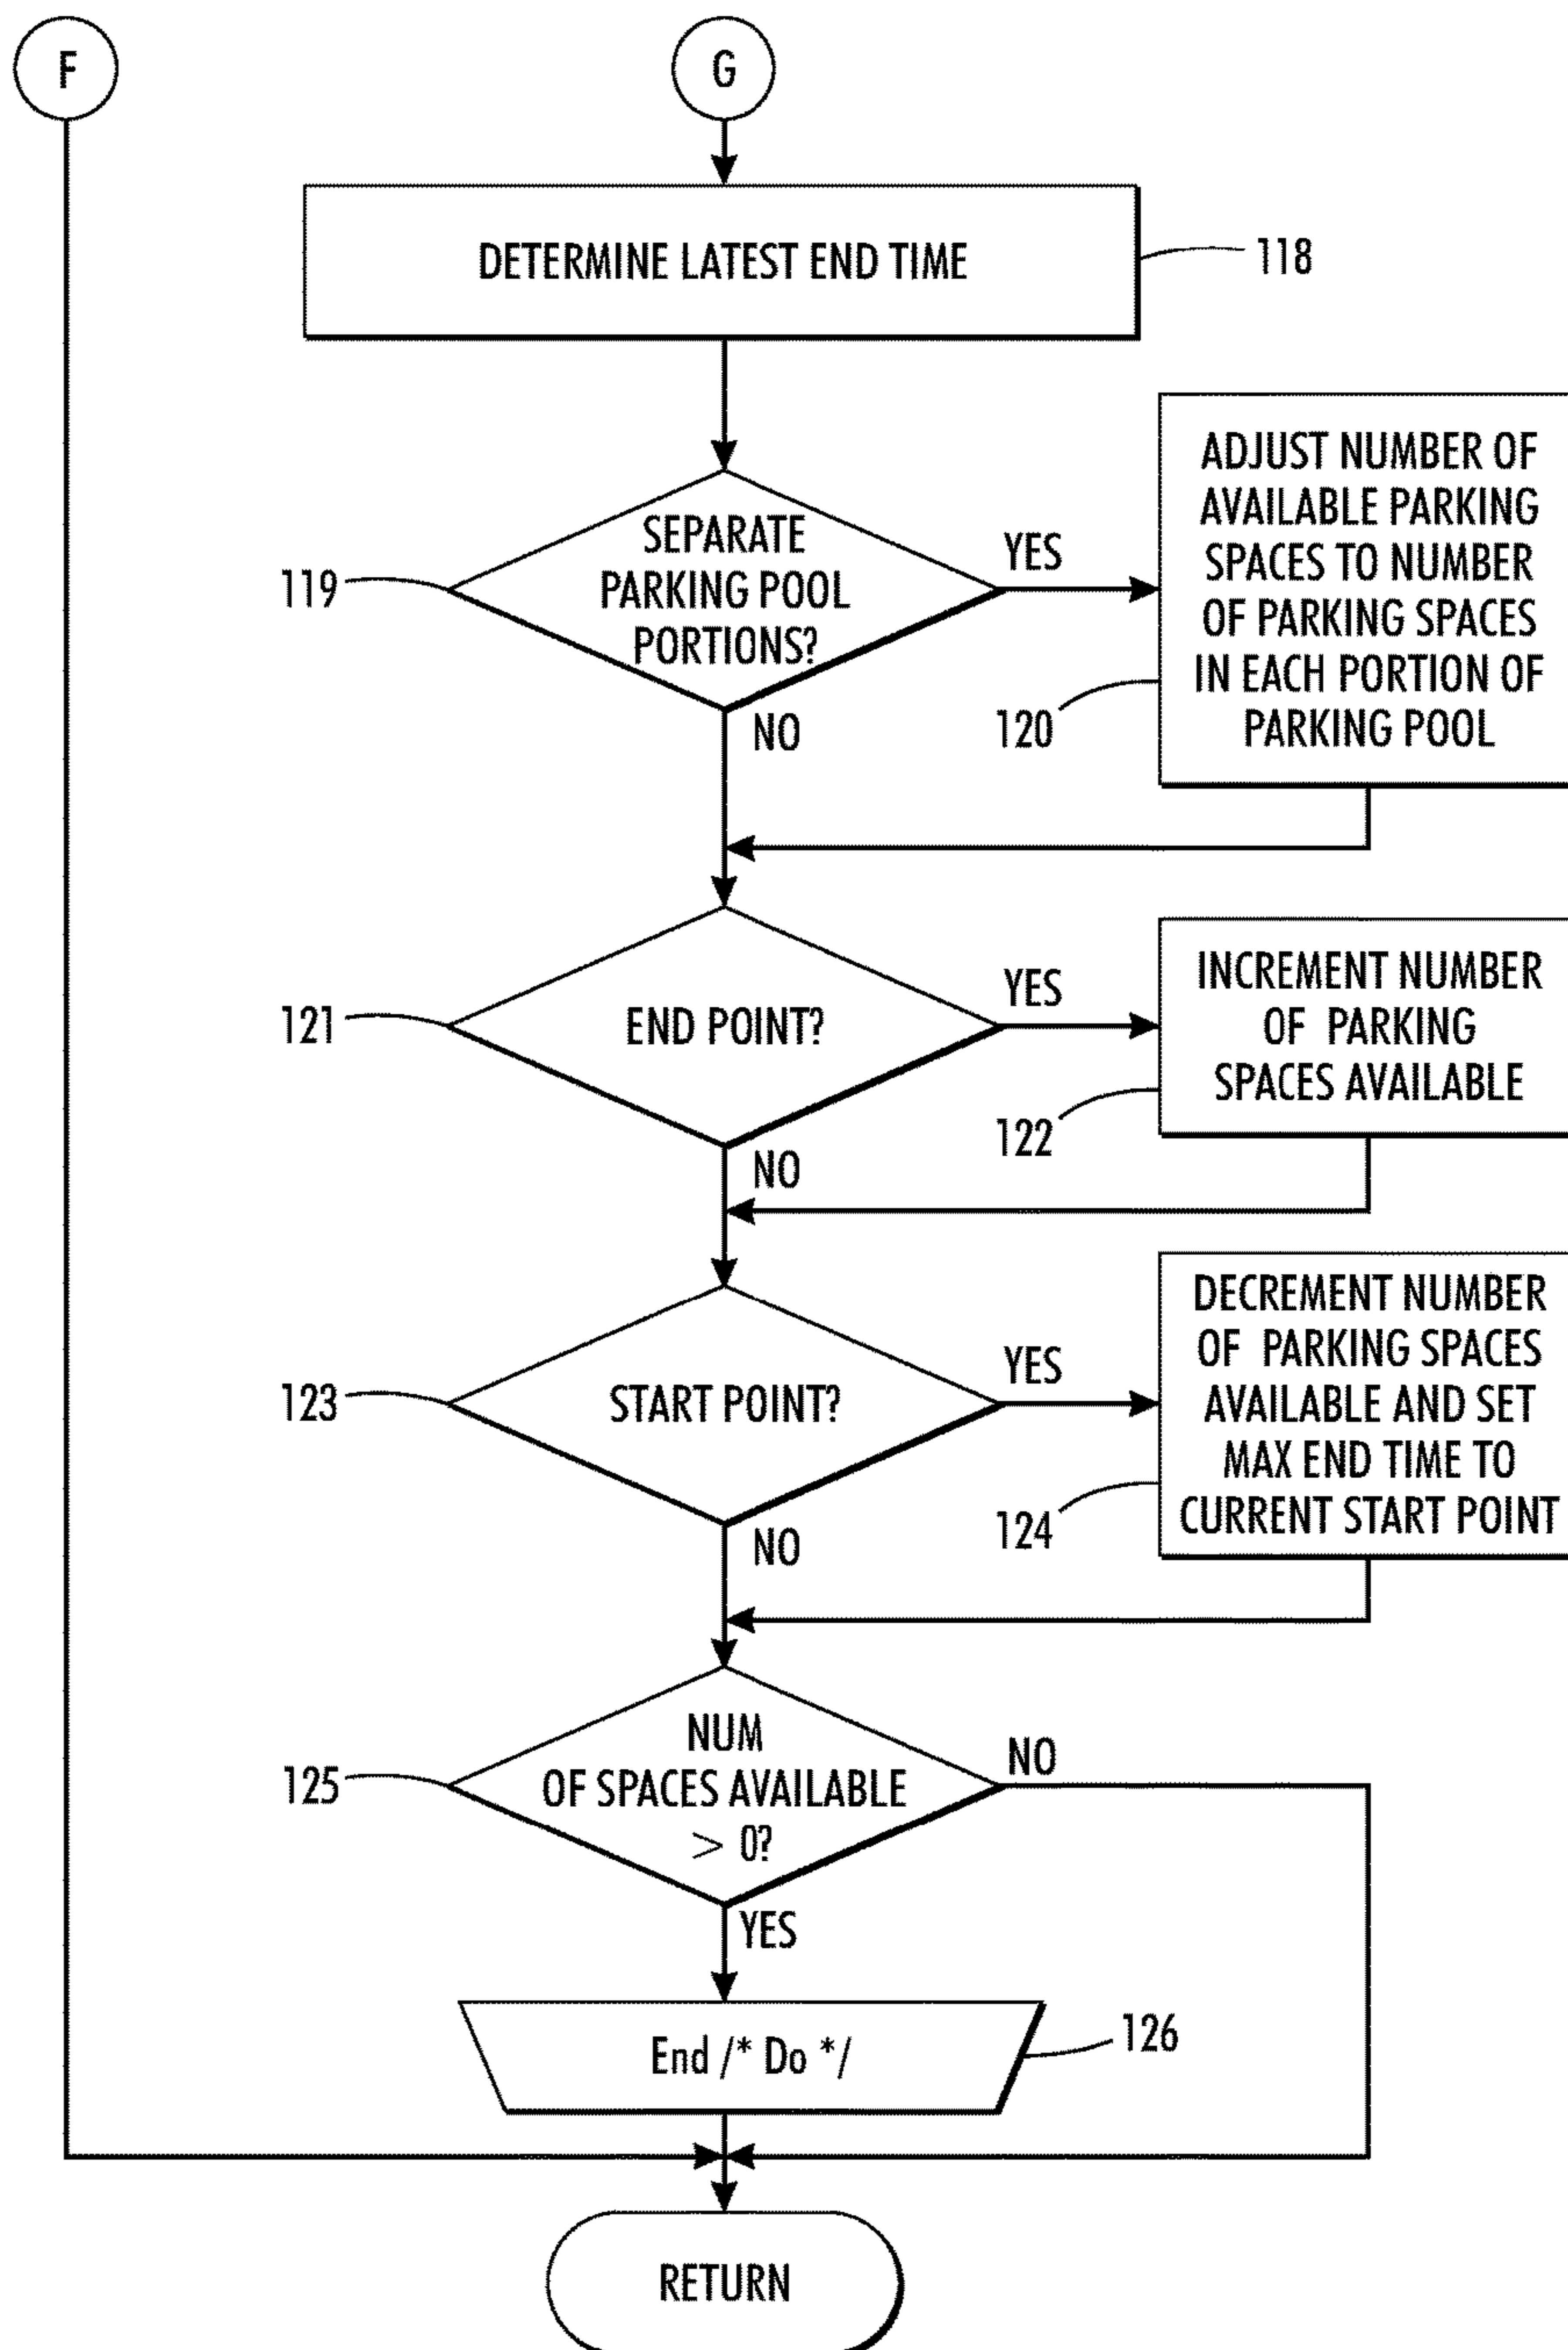 F
G
DETERMINE LATEST END TIME
118
SEPARATE
PARKING POOL
PORTIONS?
119
YES
NO
ADJUST NUMBER OF
AVAILABLE PARKING
SPACES TO NUMBER
OF PARKING SPACES
IN EACH PORTION OF
PARKING POOL
120
END POINT?
121
YES
NO
INCREMENT NUMBER
OF PARKING
SPACES AVAILABLE
122
START POINT?
123
YES
NO
DECREMENT NUMBER
OF PARKING SPACES
AVAILABLE AND SET
MAX END TIME TO
CURRENT START POINT
124
NUM
OF SPACES AVAILABLE
> 0?
125
NO
YES
End /* Do */
126
RETURN